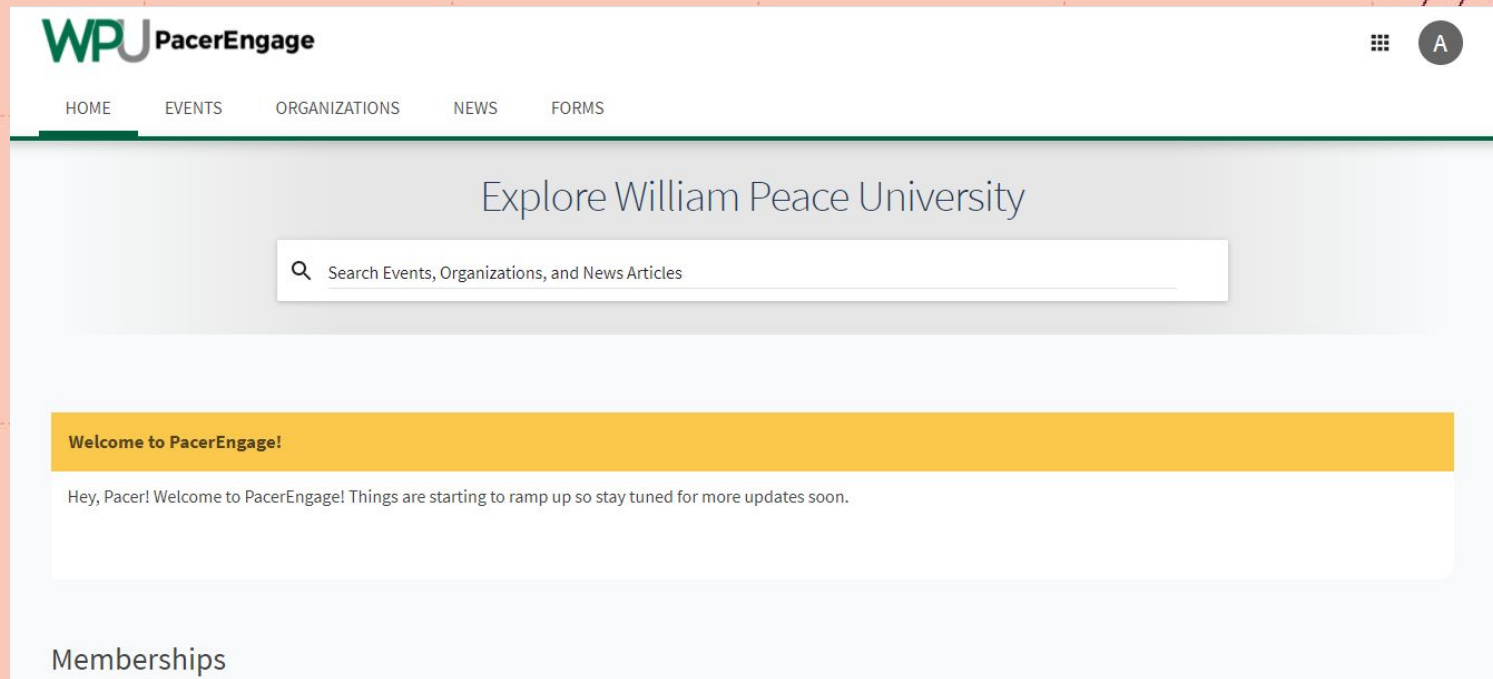 WPU PacerEngage
A
HOME EVENTS ORGANIZATIONS NEWS FORMS
Explore William Peace University
Search Events, Organizations, and News Articles
Welcome to PacerEngage!
Hey, Pacer! Welcome to PacerEngage! Things are starting to ramp up so stay tuned for more updates soon.
Memberships